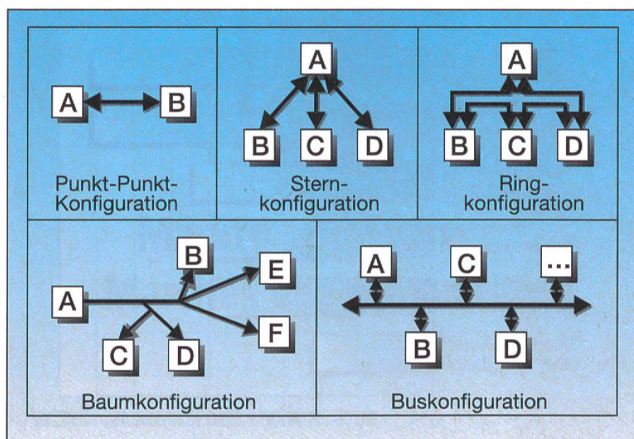 A B
Punkt-Punkt-
Konfiguration
A
B C D
Stern-
konfiguration
A
B C D
Ring-
konfiguration
B E
A
C D F
Baumkonfiguration
A C ...
B D
Buskonfiguration